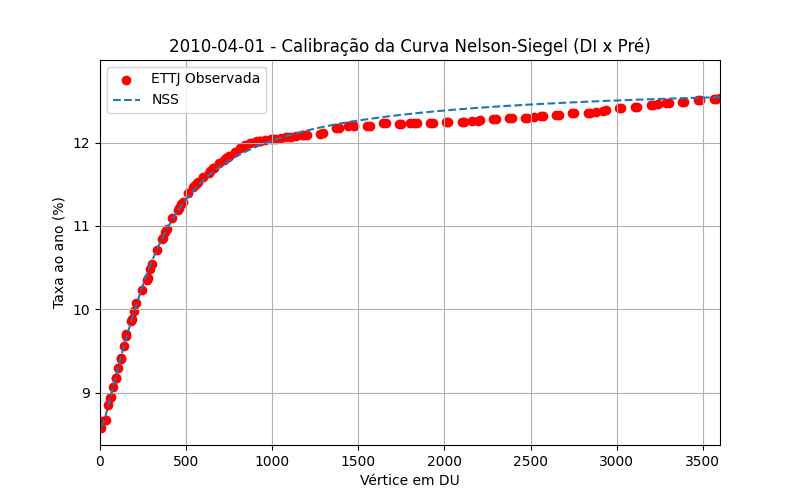 2010-04-01 - Calibração da Curva Nelson-Siegel (DI x Pré)
ETTJ Observada
NSS
Taxa ao ano (%)
12
11
10
9
0
500
1000
1500
2000
2500
3000
3500
Vértice em DU